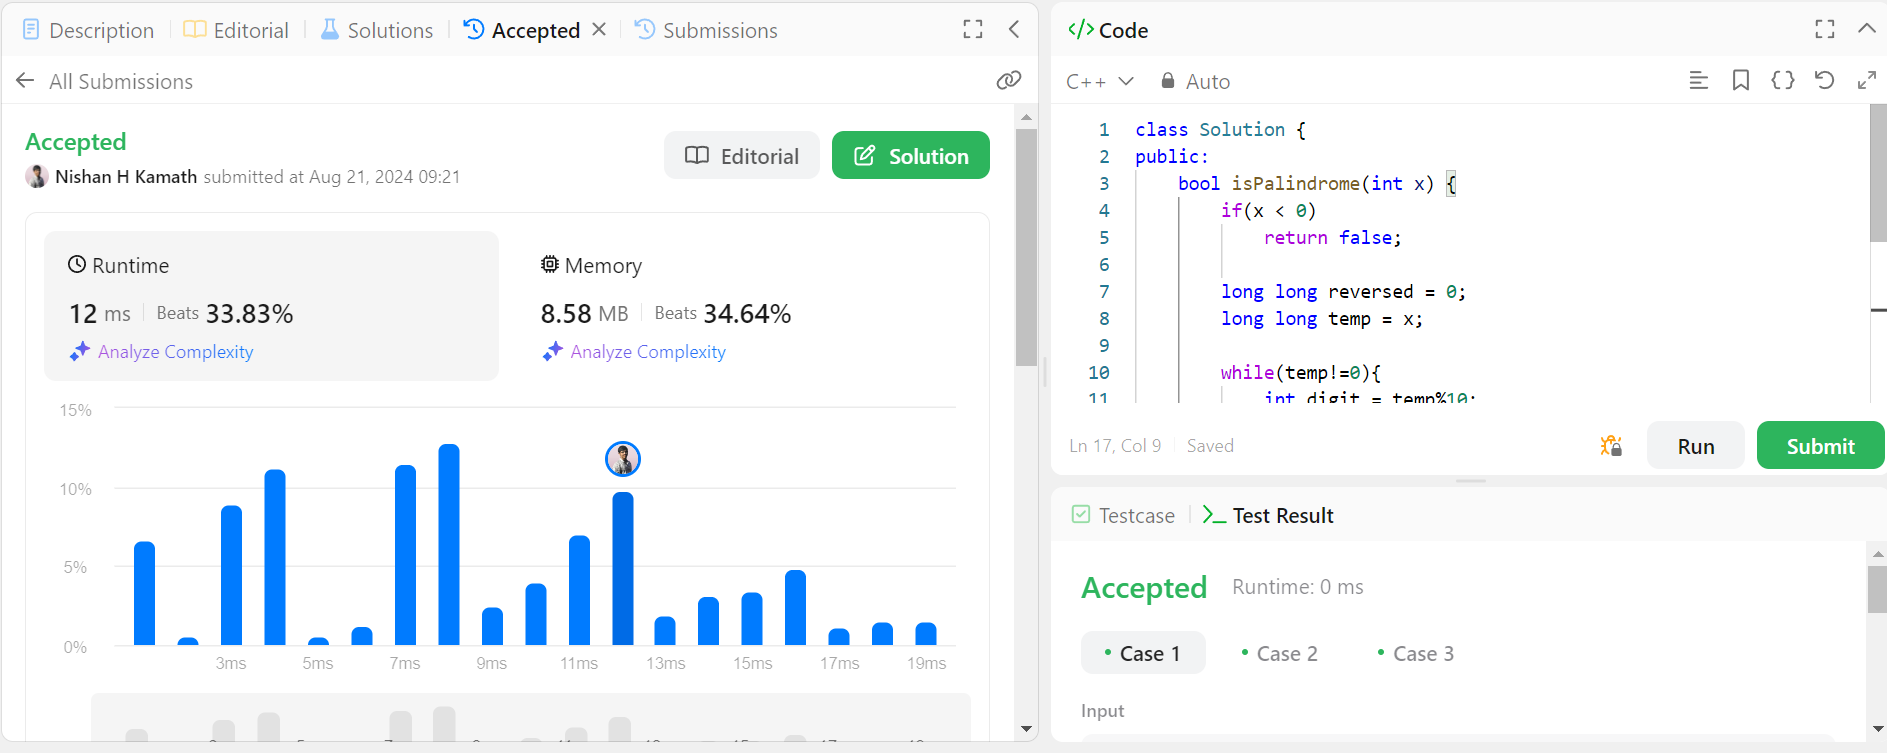 Description
Editorial
Solutions
Accepted
Submissions
All Submissions
Accepted
Nishan H Kamath submitted at Aug 21, 2024 09:21
Editorial
Solution
Runtime
12 ms
Beats 33.83%
Analyze Complexity
Memory
8.58 MB
Beats 34.64%
Analyze Complexity
15%
10%
5%
0%
3ms
5ms
7ms
9ms
11ms
13ms
15ms
17ms
19ms
Code
C++
Auto
1 class Solution {
2 public:
3 bool isPalindrome(int x) {
4 if(x < 0)
5 return false;
6
7 long long reversed = 0;
8 long long temp = x;
9
10 while(temp!=0){
11 int digit = temp%10;
Ln 17, Col 9
Saved
Run
Submit
Testcase
Test Result
Accepted
Runtime: 0 ms
Case 1
Case 2
Case 3
Input